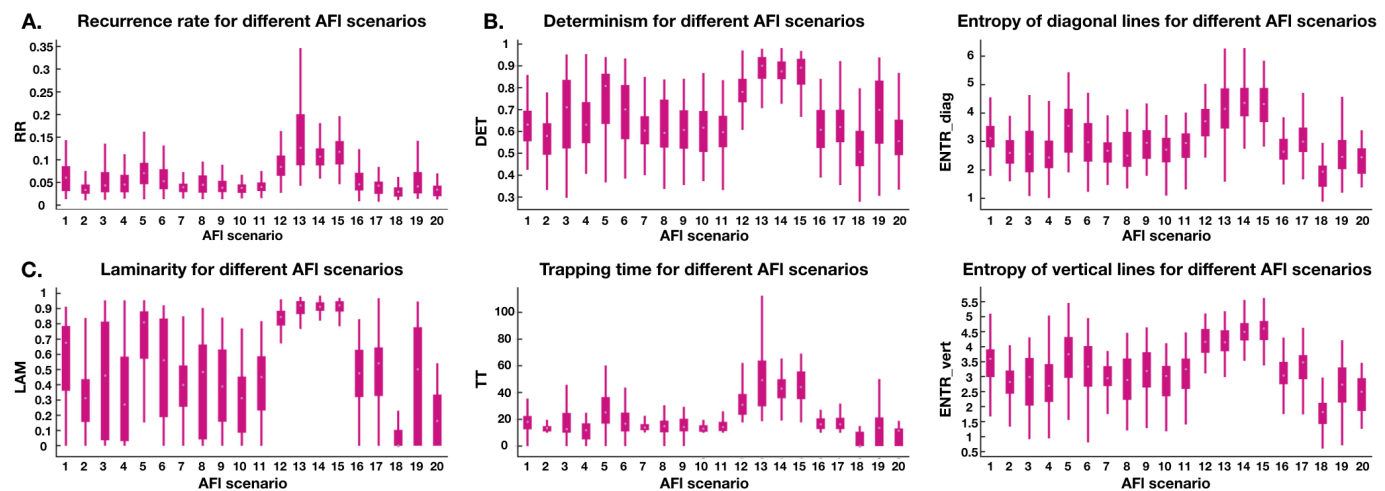 A. Recurrence rate for different AFI scenarios
RR
0.35
0.3
0.25
0.2
0.15
0.1
0.05
0
1 2 3 4 5 6 7 8 9 10 11 12 13 14 15 16 17 18 19 20
AFI scenario
B. Determinism for different AFI scenarios
DET
1
0.9
0.8
0.7
0.6
0.5
0.4
0.3
1 2 3 4 5 6 7 8 9 10 11 12 13 14 15 16 17 18 19 20
AFI scenario
Entropy of diagonal lines for different AFI scenarios
ENTR_diag
6
5
4
3
2
1
1 2 3 4 5 6 7 8 9 10 11 12 13 14 15 16 17 18 19 20
AFI scenario
C. Laminarity for different AFI scenarios
LAM
1
0.9
0.8
0.7
0.6
0.5
0.4
0.3
0.2
0.1
0
1 2 3 4 5 6 7 8 9 10 11 12 13 14 15 16 17 18 19 20
AFI scenario
Trapping time for different AFI scenarios
TT
100
80
60
40
20
0
1 2 3 4 5 6 7 8 9 10 11 12 13 14 15 16 17 18 19 20
AFI scenario
Entropy of vertical lines for different AFI scenarios
ENTR_vert
5.5
5
4.5
4
3.5
3
2.5
2
1.5
1
0.5
1 2 3 4 5 6 7 8 9 10 11 12 13 14 15 16 17 18 19 20
AFI scenario